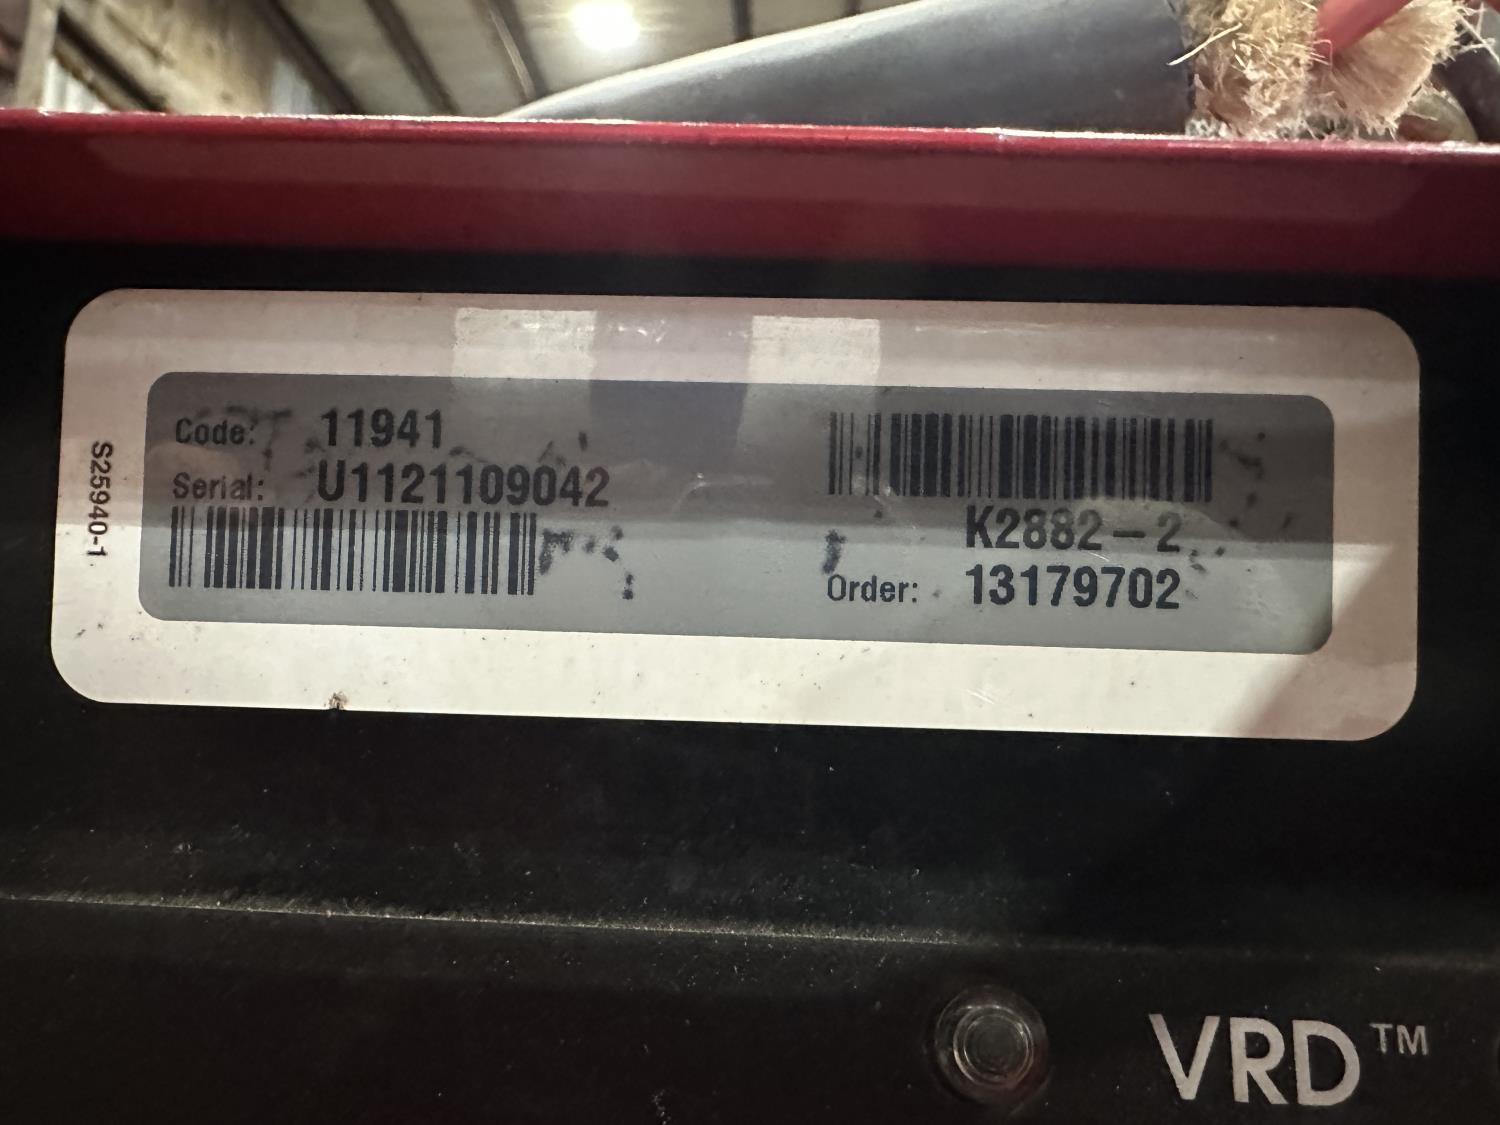 S25940-1
Code: 11941
Serial: U1121109042
K2882-2
Order: 13179702
VRD™